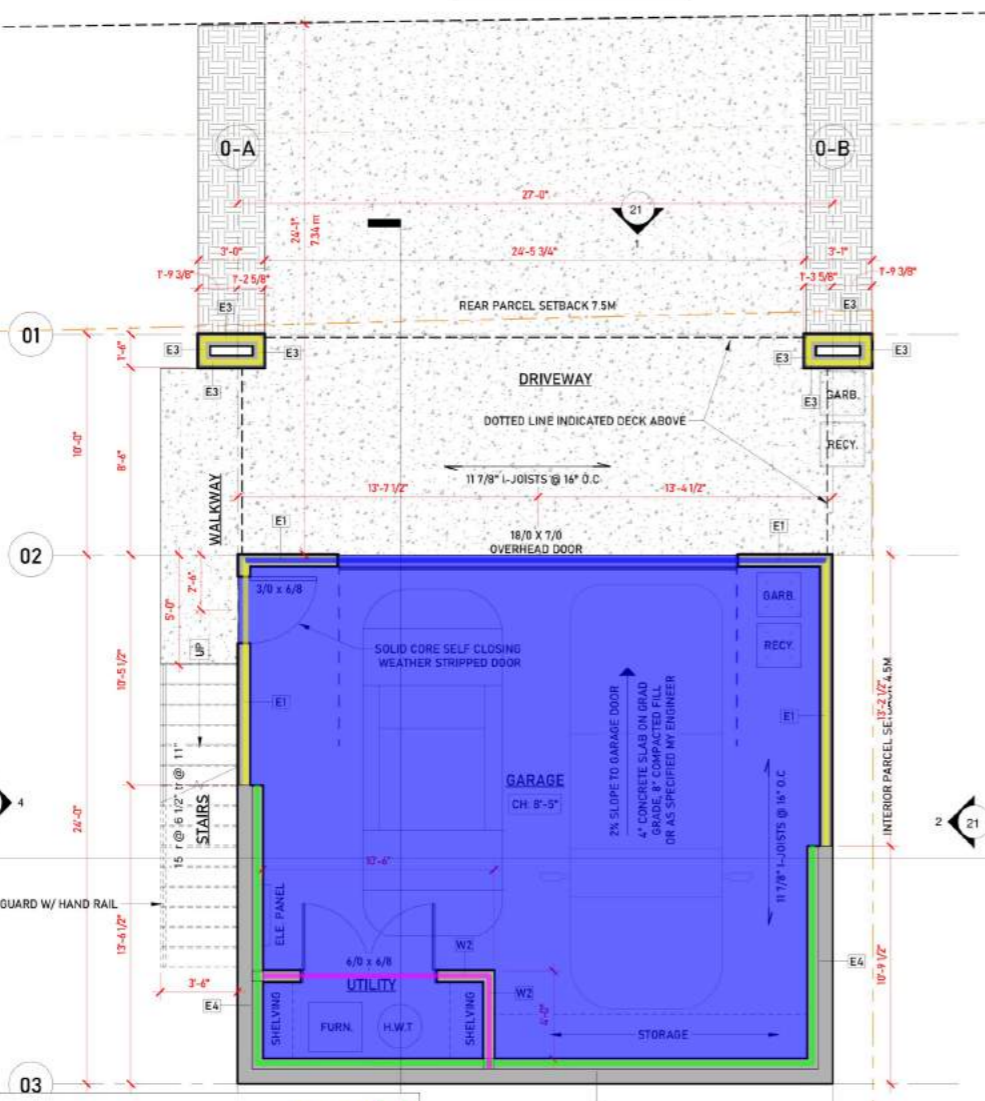 0-A
0-B
27'-0"
21
1
24'-1"
7.34 m
3'-0"
24'-5 3/4"
3'-1"
1'-9 3/8"
1'-2 5/8"
1'-3 5/8"
1'-9 3/8"
E3
E3
REAR PARCEL SETBACK 7.5M
01
1'-6"
E3
E3
E3
E3
E3
E3
DRIVEWAY
GARB.
DOTTED LINE INDICATED DECK ABOVE
RECY.
10'-0"
8'-6"
WALKWAY
11 7/8" I-JOISTS @ 16" O.C
13'-7 1/2"
13'-4 1/2"
E1
E1
18/0 X 7/0
OVERHEAD DOOR
02
2'-6"
5'-0"
3/0 x 6/8
GARB.
RECY.
SOLID CORE SELF CLOSING
WEATHER STRIPPED DOOR
UP
10'-5 1/2"
E1
E1
2% SLOPE TO GARAGE DOOR
4" CONCRETE SLAB ON GRAD
GRADE, 8" COMPACTED FILL
OR AS SPECIFIED MY ENGINEER
13'-2 1/2"
GARAGE
CH: 8'-5"
4
24'-0"
15 r @ 6 1/2" tr @ 11"
STAIRS
11 7/8" I-JOISTS @ 16" O.C
2
21
10'-6"
GUARD W/ HAND RAIL
13'-6 1/2"
ELE. PANEL
W2
6/0 x 6/8
UTILITY
W2
E4
10'-9 1/2"
3'-6"
E4
SHELVING
FURN.
H.W.T
SHELVING
4'-0"
STORAGE
03